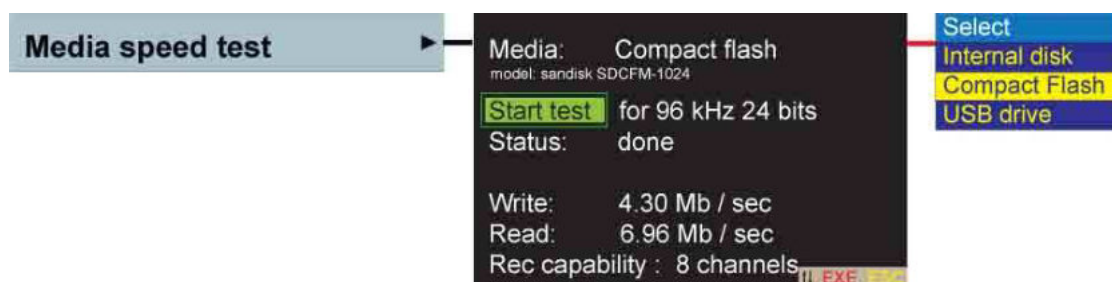 Media speed test
Media: Compact flash
model: sandisk SDCFM-1024
Start test for 96 kHz 24 bits
Status: done
Write: 4.30 Mb / sec
Read: 6.96 Mb / sec
Rec capability : 8 channels
EXE ESC
Select
Internal disk
Compact Flash
USB drive